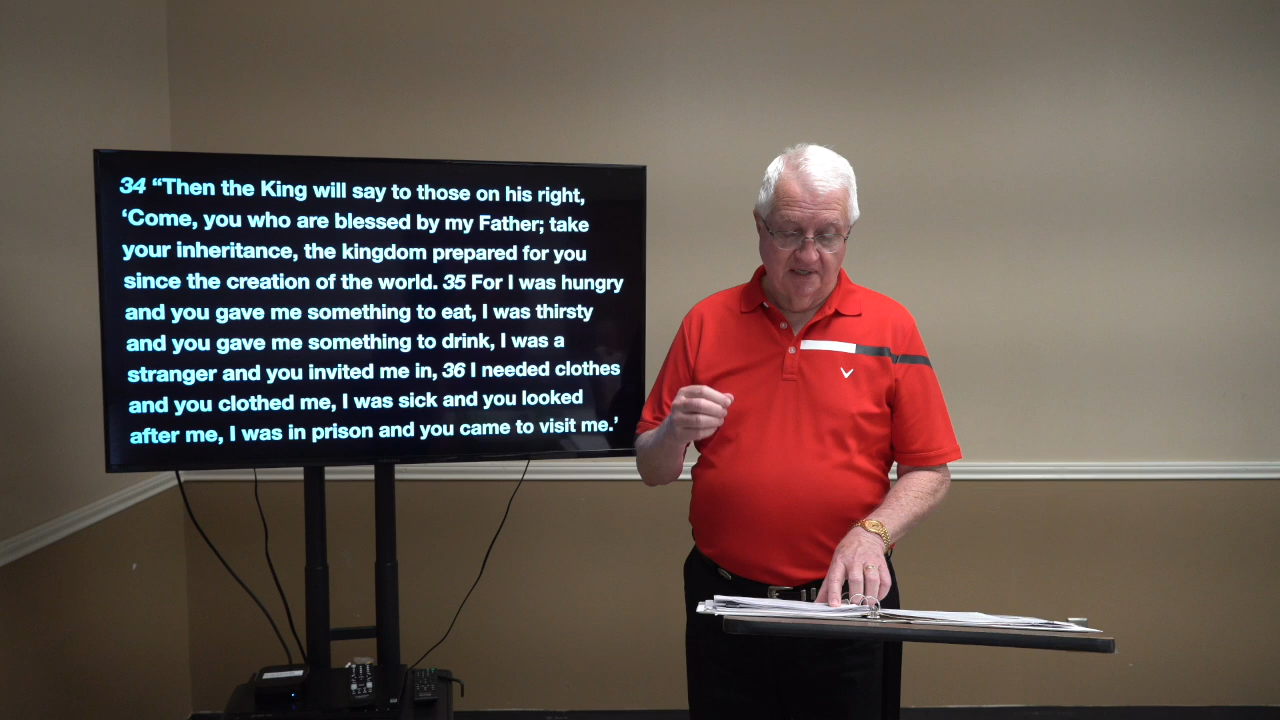 34 “Then the King will say to those on his right,
‘Come, you who are blessed by my Father; take
your inheritance, the kingdom prepared for you
since the creation of the world. 35 For I was hungry
and you gave me something to eat, I was thirsty
and you gave me something to drink, I was a
stranger and you invited me in, 36 I needed clothes
and you clothed me, I was sick and you looked
after me, I was in prison and you came to visit me.’